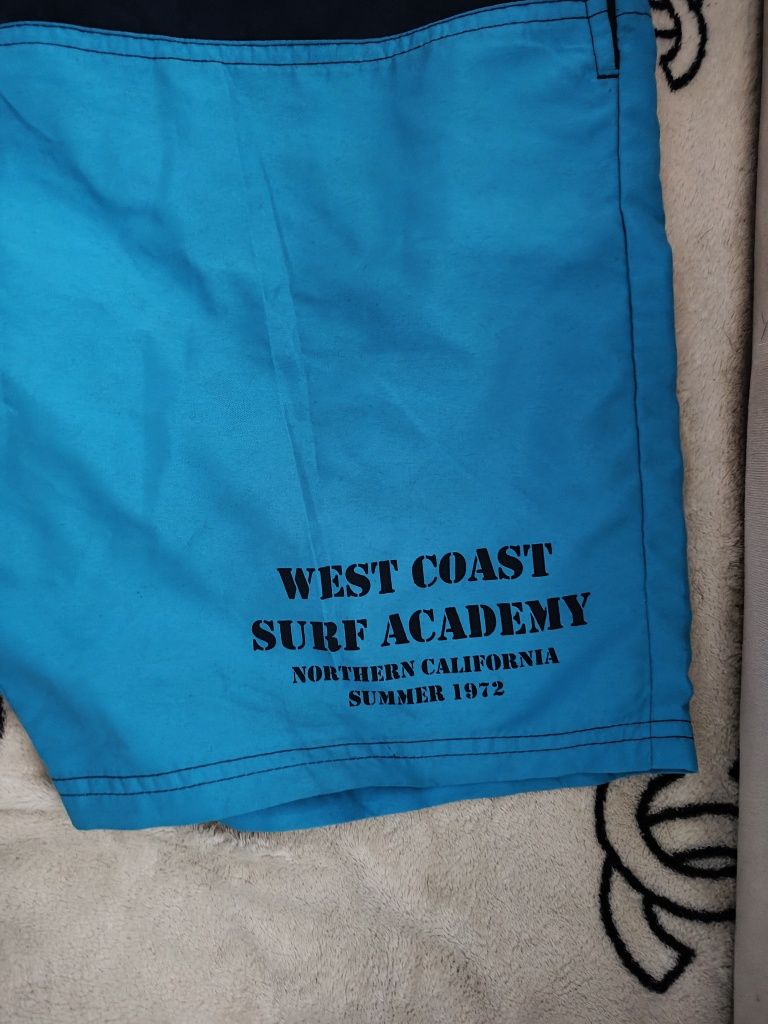 WEST COAST
SURF ACADEMY
NORTHERN CALIFORNIA
SUMMER 1972